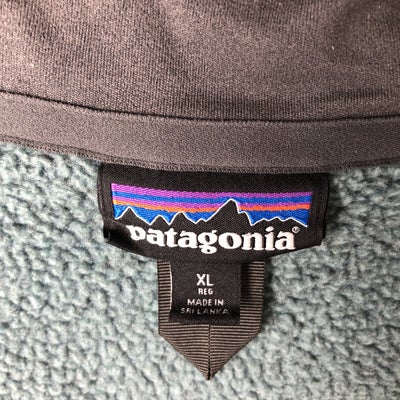 patagonia®
XL
REG
MADE IN
SRI LANKA